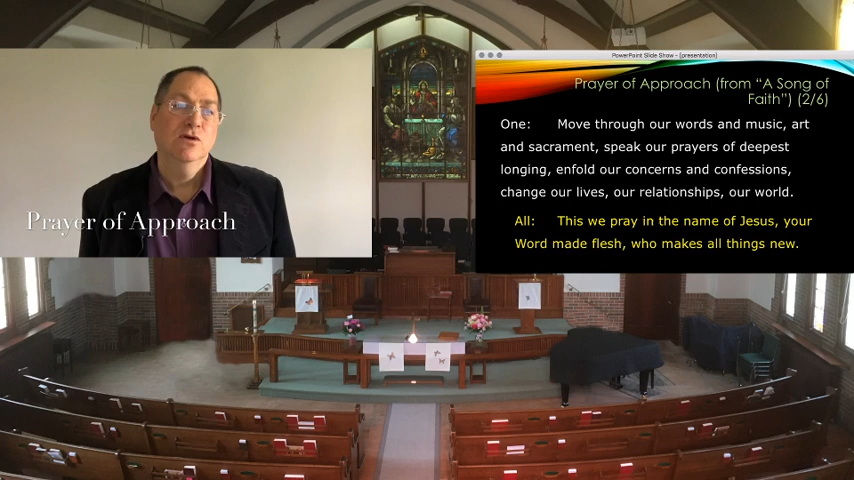 Prayer of Approach
PowerPoint Slide Show - [presentation]
Prayer of Approach (from “A Song of
Faith”) (2/6)
One: Move through our words and music, art
and sacrament, speak our prayers of deepest
longing, enfold our concerns and confessions,
change our lives, our relationships, our world.
All: This we pray in the name of Jesus, your
Word made flesh, who makes all things new.